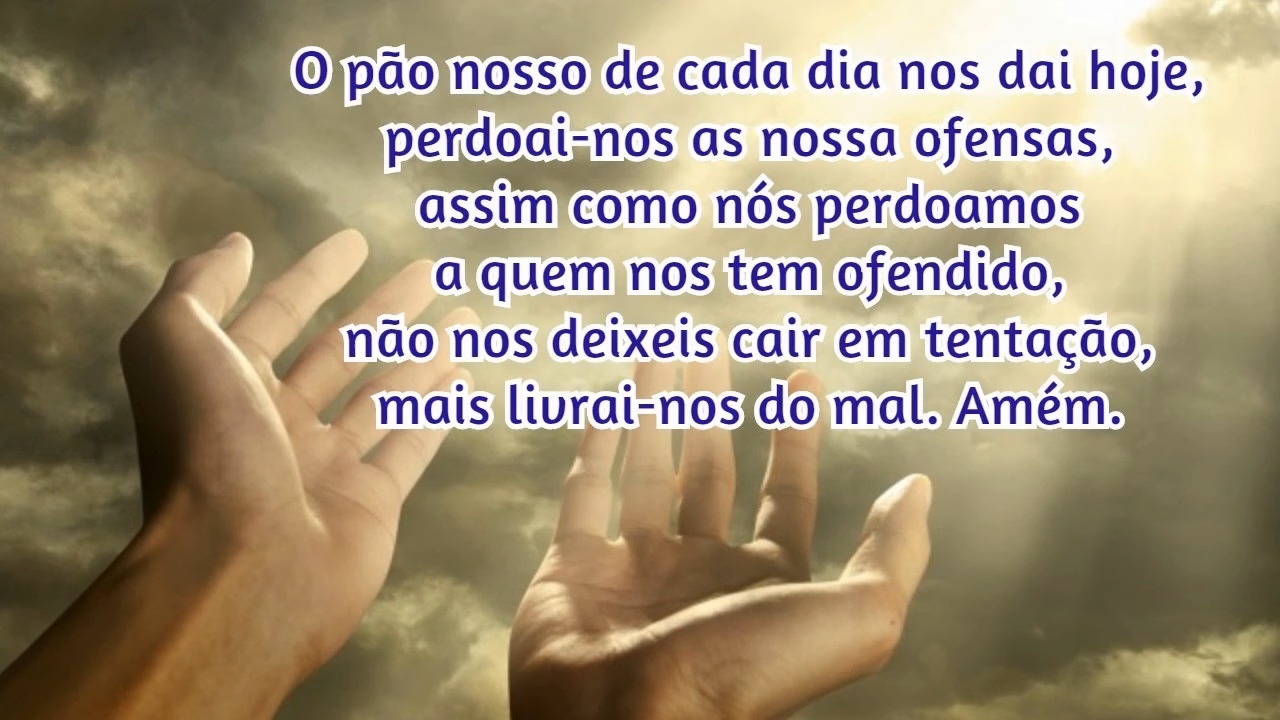 O pão nosso de cada dia nos dai hoje,
perdoai-nos as nossa ofensas,
assim como nós perdoamos
a quem nos tem ofendido,
não nos deixeis cair em tentação,
mais livrai-nos do mal. Amém.